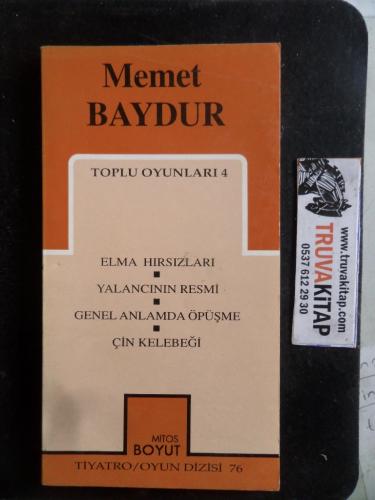 Memet
BAYDUR
TOPLU OYUNLARI 4
ELMA HIRSIZLARI
YALANCININ RESMİ
GENEL ANLAMDA ÖPÜŞME
ÇİN KELEBEĞİ
MİTOS
BOYUT
TİYATRO/OYUN DİZİSİ 76
TRUVAKİTAP
www.truvakitap.com
0537 612 29 30